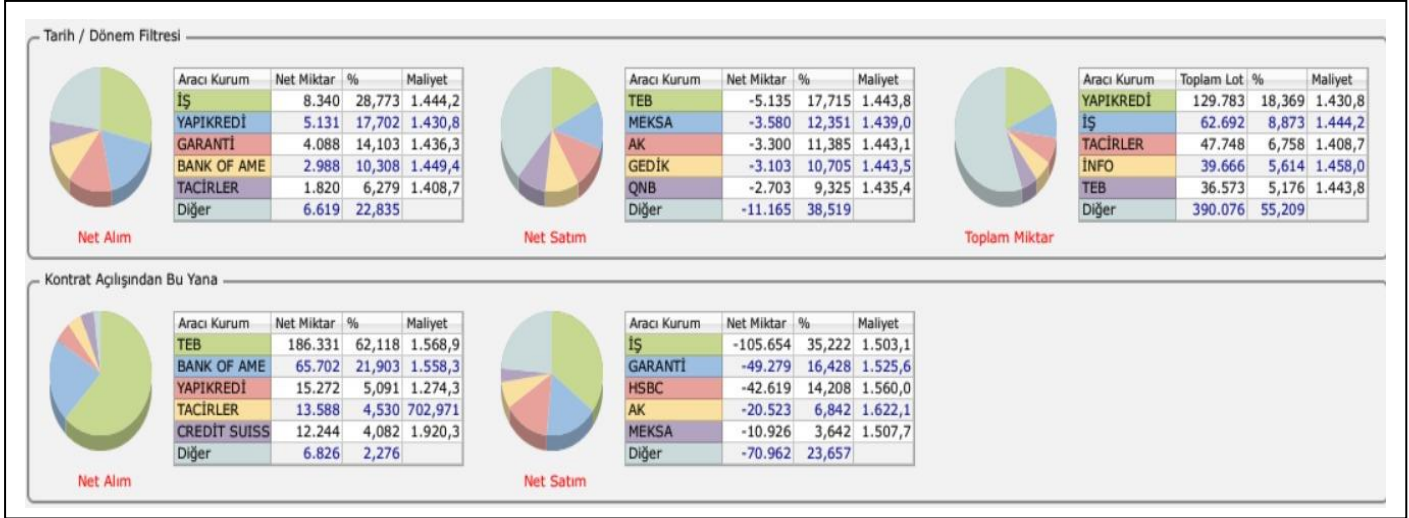 Tarih / Dönem Filtresi
Aracı Kurum Net Miktar % Maliyet
İŞ 8.340 28,773 1.444,2
YAPIKREDİ 5.131 17,702 1.430,8
GARANTİ 4.088 14,103 1.436,3
BANK OF AME 2.988 10,308 1.449,4
TACİRLER 1.820 6,279 1.408,7
Diğer 6.619 22,835
Net Alım
Aracı Kurum Net Miktar % Maliyet
TEB -5.135 17,715 1.443,8
MEKSA -3.580 12,351 1.439,0
AK -3.300 11,385 1.443,1
GEDİK -3.103 10,705 1.443,5
QNB -2.703 9,325 1.435,4
Diğer -11.165 38,519
Net Satım
Aracı Kurum Toplam Lot % Maliyet
YAPIKREDİ 129.783 18,369 1.430,8
İŞ 62.692 8,873 1.444,2
TACİRLER 47.748 6,758 1.408,7
İNFO 39.666 5,614 1.458,0
TEB 36.573 5,176 1.443,8
Diğer 390.076 55,209
Toplam Miktar
Kontrat Açılışından Bu Yana
Aracı Kurum Net Miktar % Maliyet
TEB 186.331 62,118 1.568,9
BANK OF AME 65.702 21,903 1.558,3
YAPIKREDİ 15.272 5,091 1.274,3
TACİRLER 13.588 4,530 702,971
CREDİT SUISS 12.244 4,082 1.920,3
Diğer 6.826 2,276
Net Alım
Aracı Kurum Net Miktar % Maliyet
İŞ -105.654 35,222 1.503,1
GARANTİ -49.279 16,428 1.525,6
HSBC -42.619 14,208 1.560,0
AK -20.523 6,842 1.622,1
MEKSA -10.926 3,642 1.507,7
Diğer -70.962 23,657
Net Satım